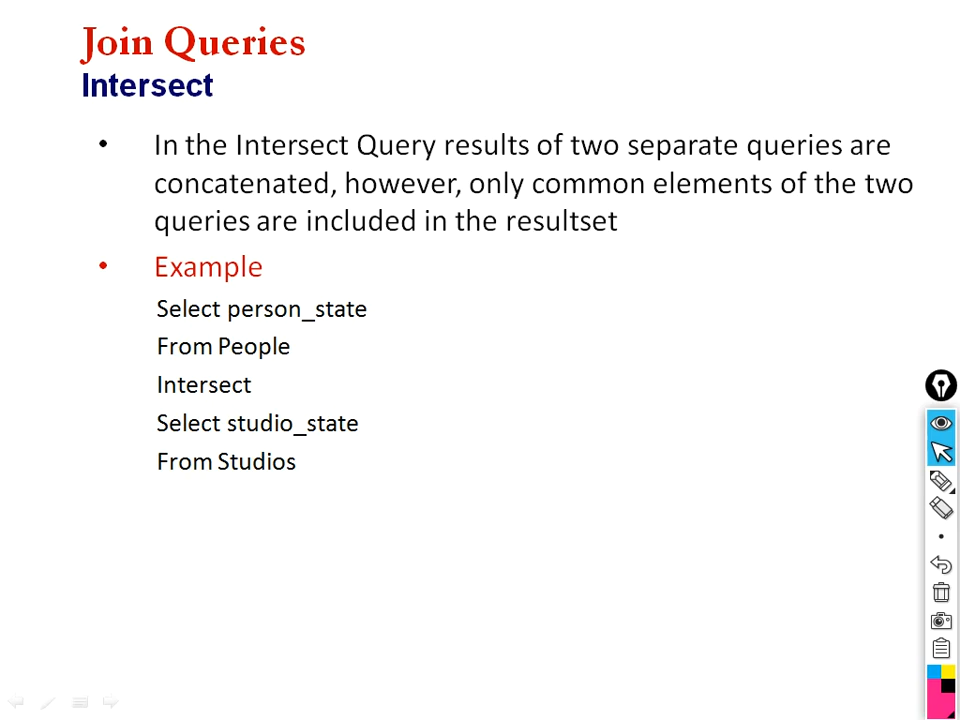 Join Queries
Intersect
• In the Intersect Query results of two separate queries are
concatenated, however, only common elements of the two
queries are included in the resultset
• Example
Select person_state
From People
Intersect
Select studio_state
From Studios